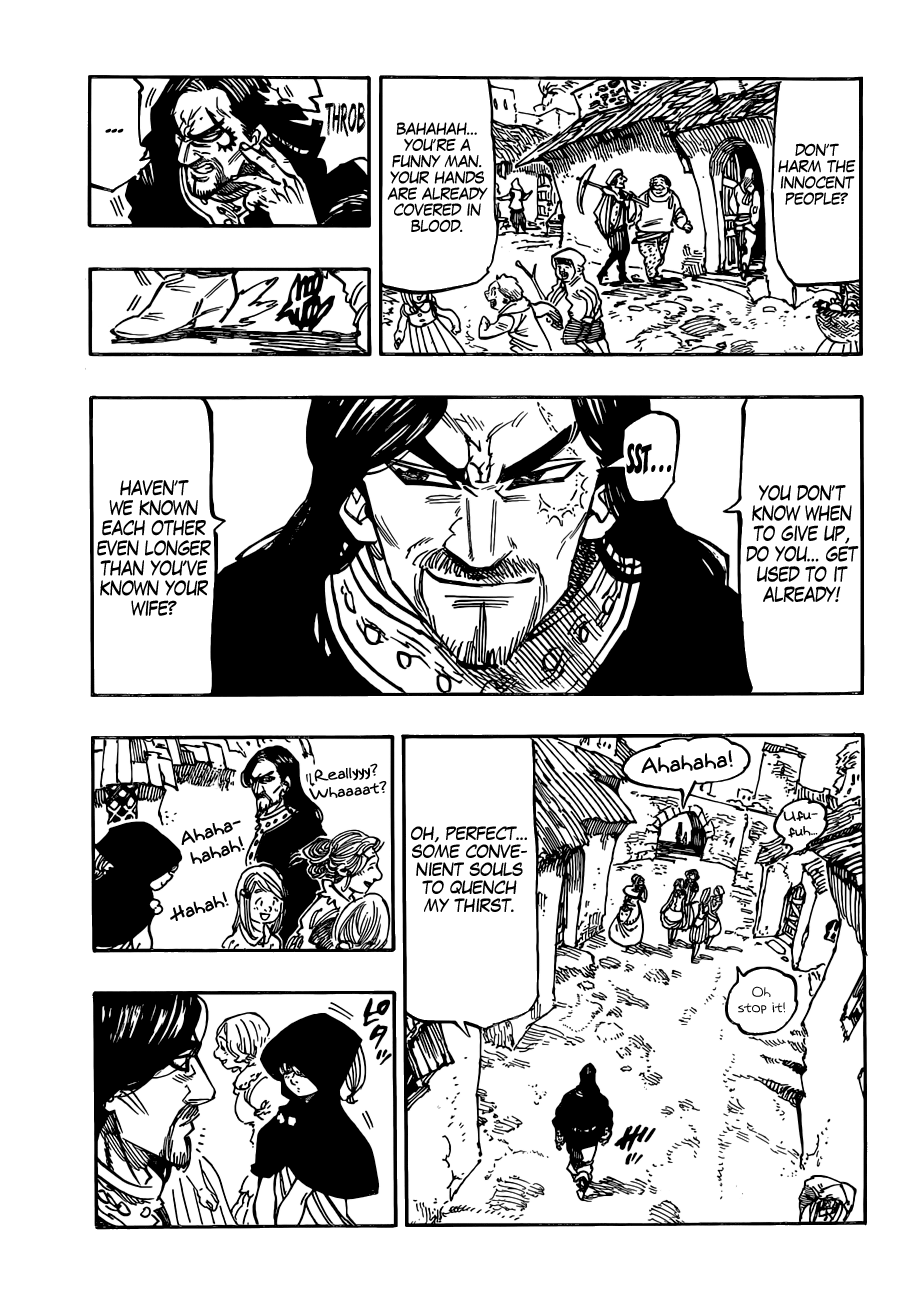 DON'T
HARM THE
INNOCENT
PEOPLE?
BAHAHAH...
YOU'RE A
FUNNY MAN.
YOUR HANDS
ARE ALREADY
COVERED IN
BLOOD.
THROB
...
SST...
YOU DON'T
KNOW WHEN
TO GIVE UP,
DO YOU... GET
USED TO IT
ALREADY!
HAVEN'T
WE KNOWN
EACH OTHER
EVEN LONGER
THAN YOU'VE
KNOWN YOUR
WIFE?
Ahahaha!
Ufu-
fuh...
OH, PERFECT...
SOME CONVE-
NIENT SOULS
TO QUENCH
MY THIRST.
Oh
stop it!
Reallyyy?
Whaaaat?
Ahaha-
hahah!
Hahah!
ピタッ